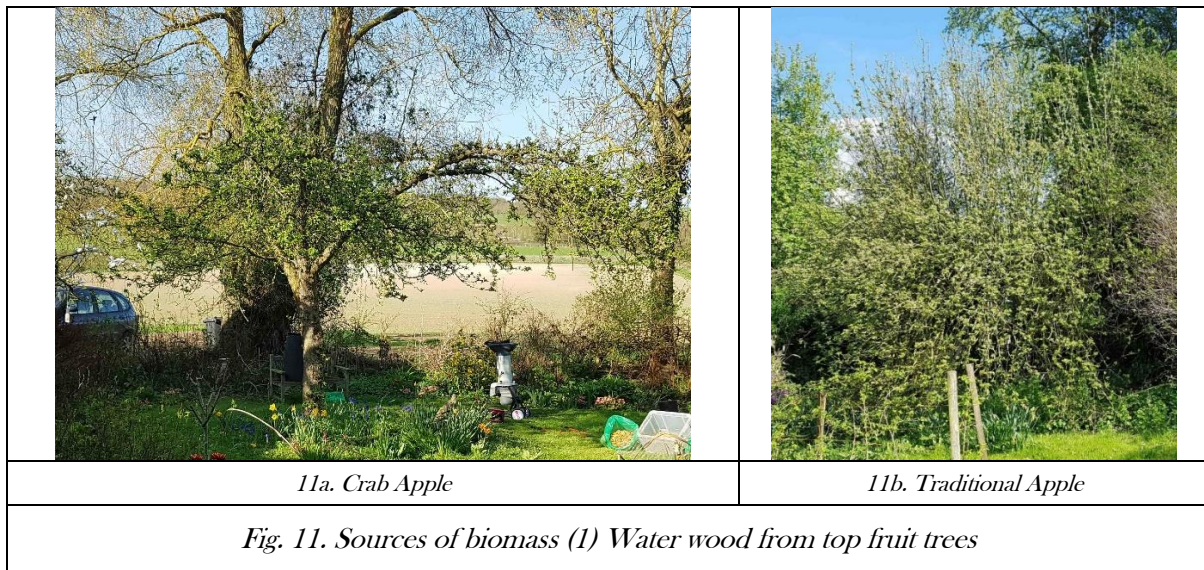 11a. Crab Apple
11b. Traditional Apple
Fig. 11. Sources of biomass (1) Water wood from top fruit trees